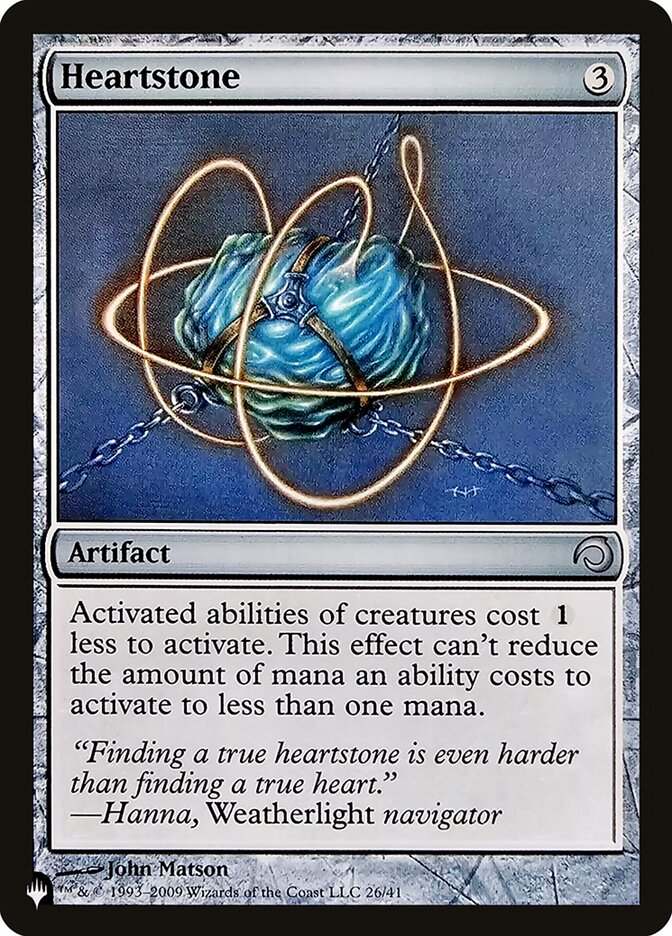 Heartstone 3
Artifact
Activated abilities of creatures cost 1
less to activate. This effect can't reduce
the amount of mana an ability costs to
activate to less than one mana.
"Finding a true heartstone is even harder
than finding a true heart."
—Hanna, Weatherlight navigator
John Matson
™ & © 1993–2009 Wizards of the Coast LLC 26/41